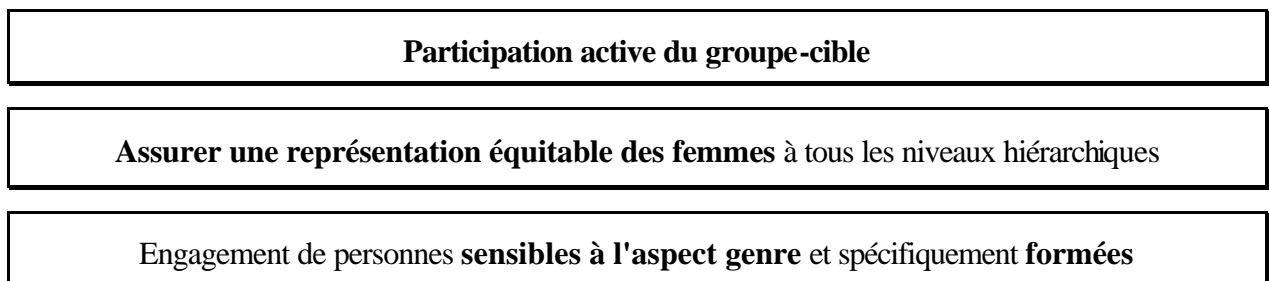 Participation active du groupe-cible
Assurer une représentation équitable des femmes à tous les niveaux hiérarchiques
Engagement de personnes sensibles à l'aspect genre et spécifiquement formées